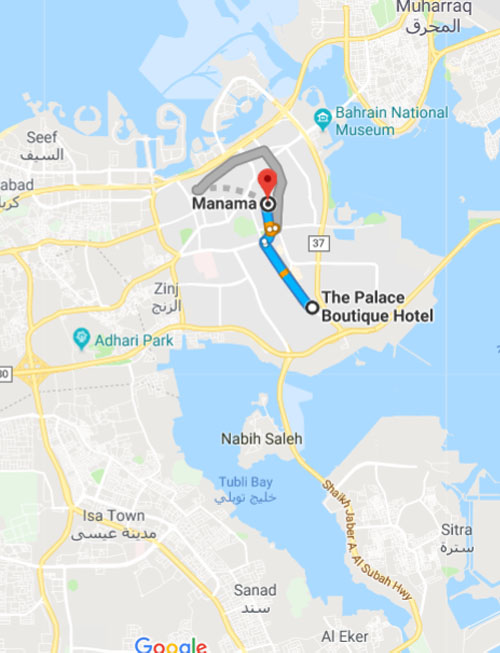 Muharraq
المحرق
Bahrain National
Museum
Seef
السيف
abad
كربا
Manama
37
The Palace
Boutique Hotel
Zinj
الزنج
Adhari Park
30
Nabih Saleh
Tubli Bay
خليج توبلي
Shaikh Jaber A. Al Subah Hwy
Isa Town
مدينة عيسى
Sitra
سترة
Sanad
سند
Al Eker
Google